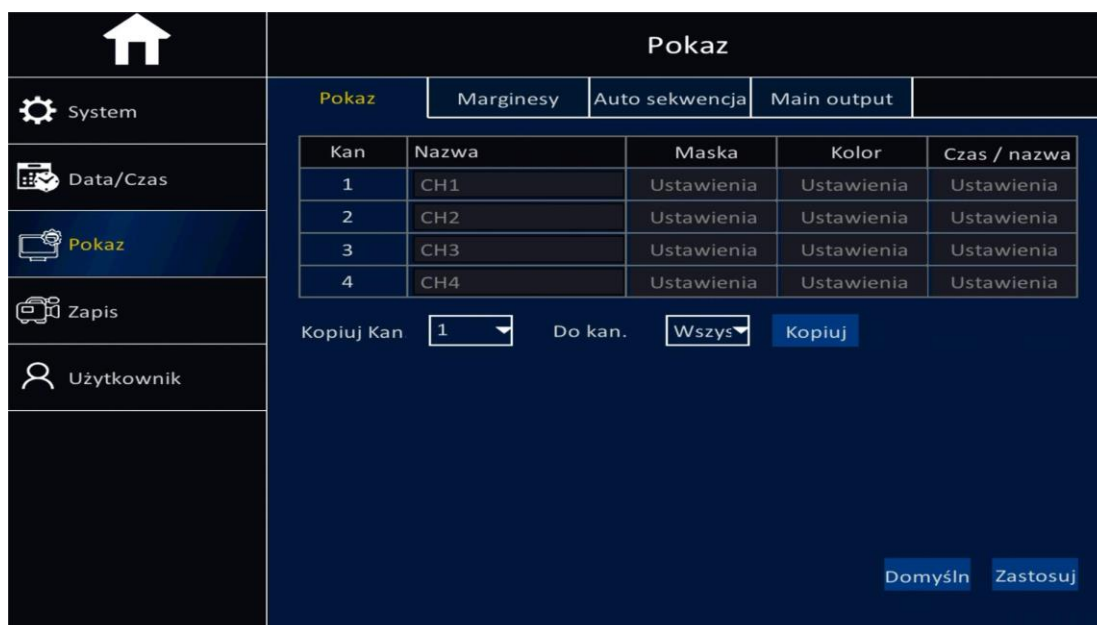 Pokaz
System
Data/Czas
Pokaz
Zapis
Użytkownik
Pokaz Marginesy Auto sekwencja Main output
Kan Nazwa Maska Kolor Czas / nazwa
1 CH1 Ustawienia Ustawienia Ustawienia
2 CH2 Ustawienia Ustawienia Ustawienia
3 CH3 Ustawienia Ustawienia Ustawienia
4 CH4 Ustawienia Ustawienia Ustawienia
Kopiuj Kan 1 Do kan. Wszys Kopiuj
Domyśln Zastosuj